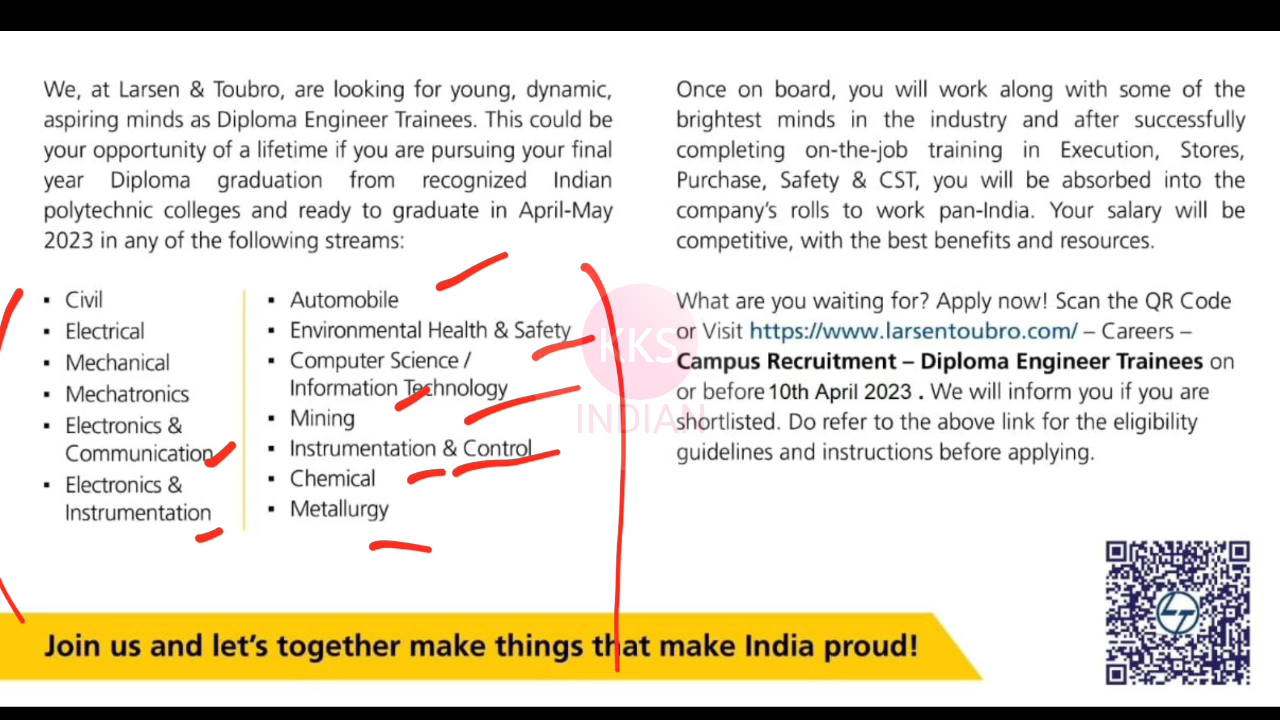 We, at Larsen & Toubro, are looking for young, dynamic,
aspiring minds as Diploma Engineer Trainees. This could be
your opportunity of a lifetime if you are pursuing your final
year Diploma graduation from recognized Indian
polytechnic colleges and ready to graduate in April-May
2023 in any of the following streams:
▪ Civil
▪ Electrical
▪ Mechanical
▪ Mechatronics
▪ Electronics &
Communication
▪ Electronics &
Instrumentation
▪ Automobile
▪ Environmental Health & Safety
▪ Computer Science /
Information Technology
▪ Mining
▪ Instrumentation & Control
▪ Chemical
▪ Metallurgy
Once on board, you will work along with some of the
brightest minds in the industry and after successfully
completing on-the-job training in Execution, Stores,
Purchase, Safety & CST, you will be absorbed into the
company's rolls to work pan-India. Your salary will be
competitive, with the best benefits and resources.
What are you waiting for? Apply now! Scan the QR Code
or Visit https://www.larsentoubro.com/ – Careers –
Campus Recruitment – Diploma Engineer Trainees on
or before 10th April 2023 . We will inform you if you are
shortlisted. Do refer to the above link for the eligibility
guidelines and instructions before applying.
KKS
INDIAN
LT
Join us and let's together make things that make India proud!